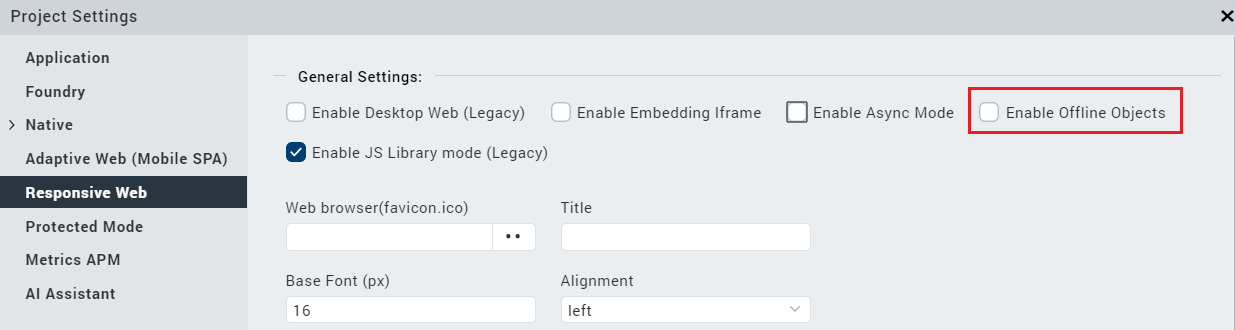 Project Settings
Application
Foundry
Native
Adaptive Web (Mobile SPA)
Responsive Web
Protected Mode
Metrics APM
AI Assistant
General Settings:
Enable Desktop Web (Legacy) Enable Embedding Iframe Enable Async Mode Enable Offline Objects
Enable JS Library mode (Legacy)
Web browser(favicon.ico) Title
Base Font (px) Alignment
16 left